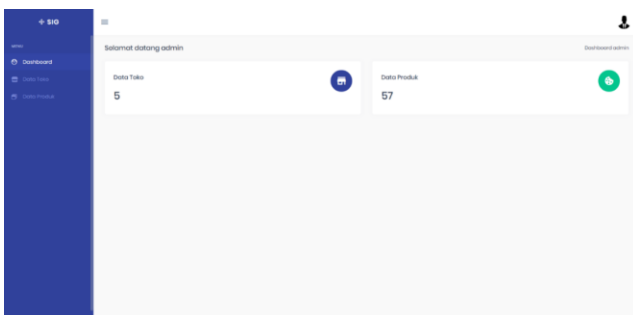 SIG
MENU
Dashboard
Data Toko
Data Produk
Selamat datang admin
Dashboard admin
Data Toko
5
Data Produk
57